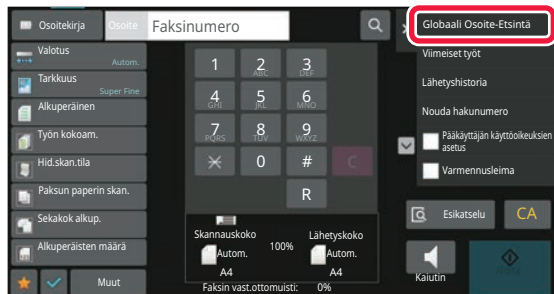 Osoitekirja
Osoite
Faksinumero
Valotus
Autom.
Tarkkuus
Super Fine
Alkuperäinen
Työn kokoam.
Hid.skan.tila
Paksun paperin skan.
Sekakok alkup.
Alkuperäisten määrä
Muut
1
2 ABC
3 DEF
4 GHI
5 JKL
6 MNO
7 PQRS
8 TUV
9 WXYZ
0
#
C
R
Skannauskoko
Autom.
A4
100%
Lähetyskoko
Autom.
A4
Faksin vast.ottomuisti: 0%
Globaali Osoite-Etsintä
Viimeiset työt
Lähetyshistoria
Nouda hakunumero
Pääkäyttäjän käyttöoikeuksien
asetus
Varmennusleima
Esikatselu
CA
Kaiutin